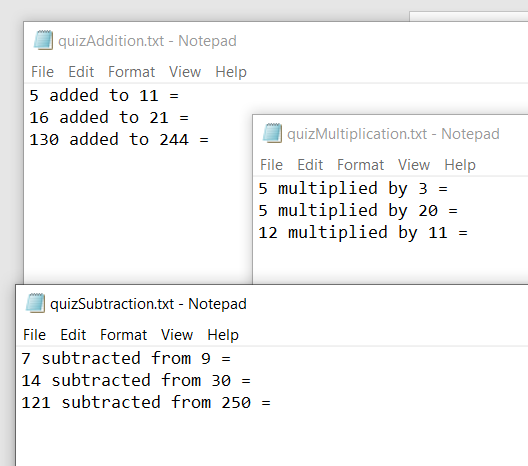 quizAddition.txt - Notepad
File Edit Format View Help
5 added to 11 =
16 added to 21 =
130 added to 244 =
quizMultiplication.txt - Notepad
File Edit Format View Help
5 multiplied by 3 =
5 multiplied by 20 =
12 multiplied by 11 =
quizSubtraction.txt - Notepad
File Edit Format View Help
7 subtracted from 9 =
14 subtracted from 30 =
121 subtracted from 250 =